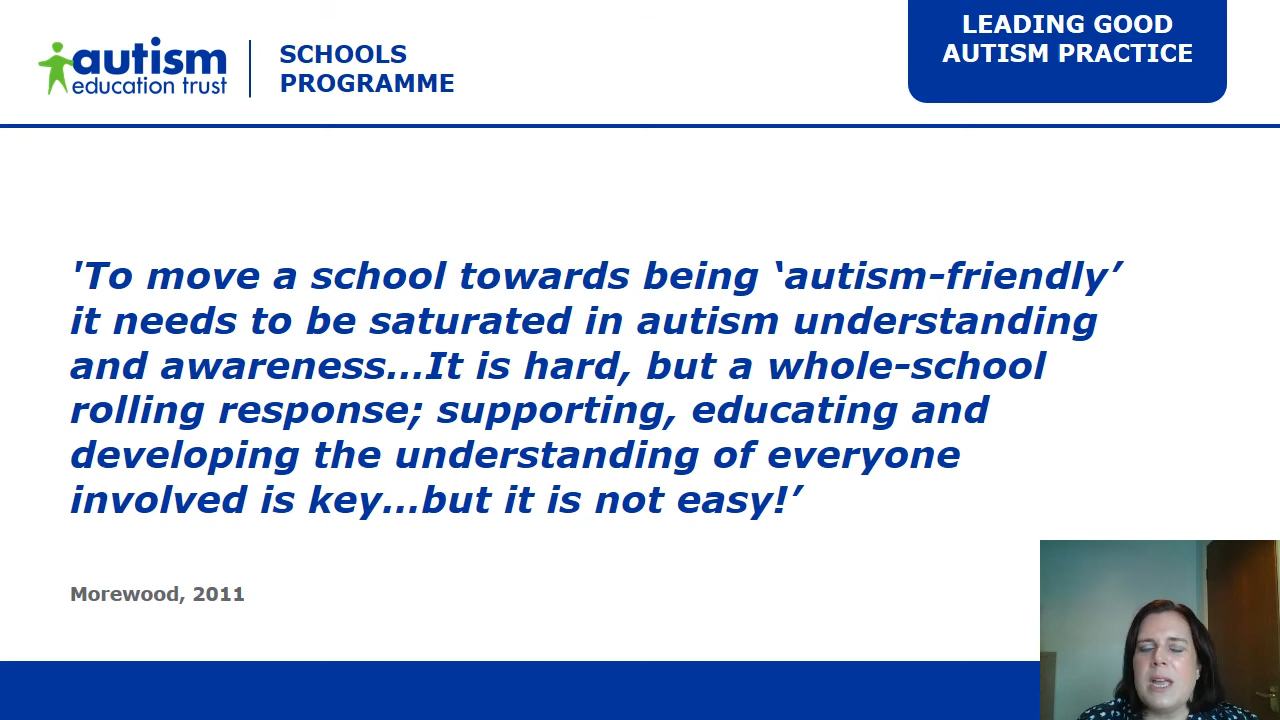 autism
education trust
SCHOOLS
PROGRAMME
LEADING GOOD
AUTISM PRACTICE
'To move a school towards being ‘autism-friendly’
it needs to be saturated in autism understanding
and awareness…It is hard, but a whole-school
rolling response; supporting, educating and
developing the understanding of everyone
involved is key…but it is not easy!’
Morewood, 2011